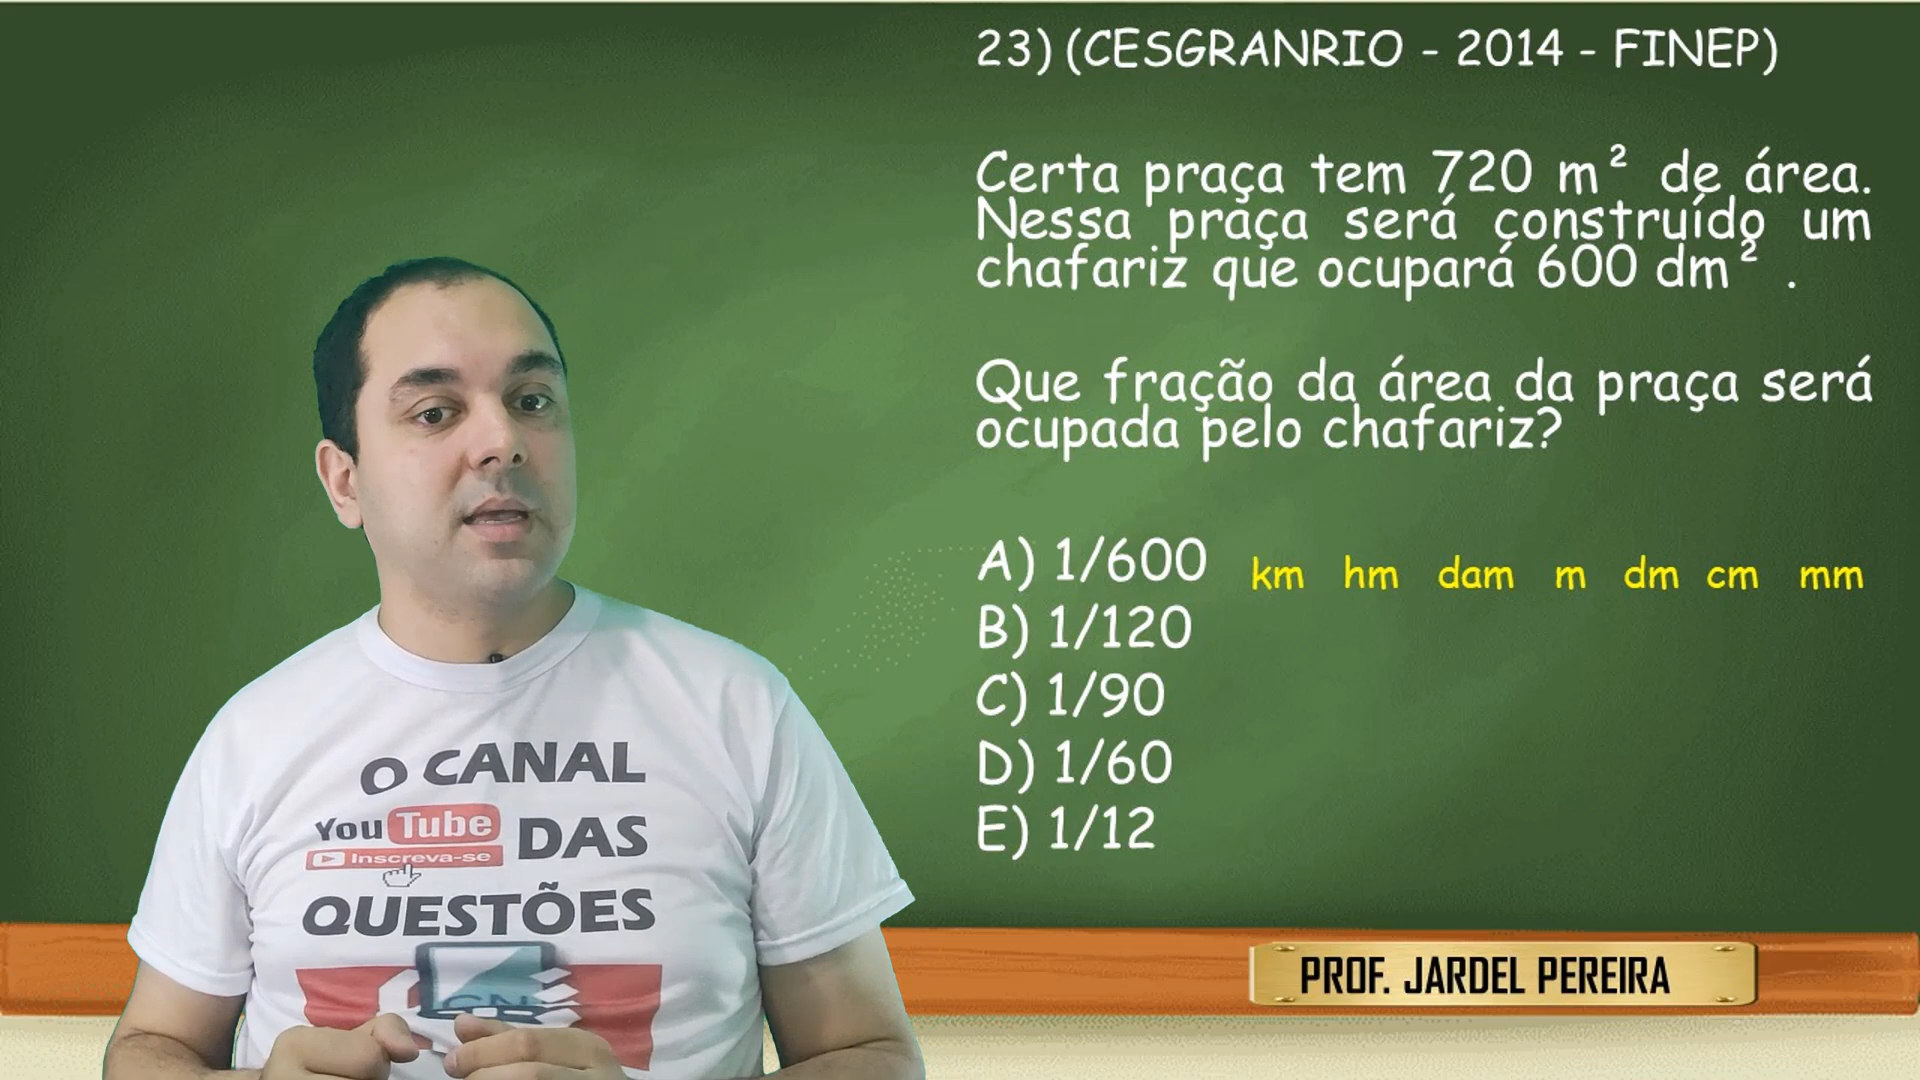 23) (CESGRANRIO - 2014 - FINEP)
Certa praça tem 720 m² de área.
Nessa praça será construído um
chafariz que ocupará 600 dm² .
Que fração da área da praça será
ocupada pelo chafariz?
A) 1/600
km hm dam m dm cm mm
B) 1/120
C) 1/90
D) 1/60
E) 1/12
O CANAL
YouTube DAS
Inscreva-se
QUESTÕES
PROF. JARDEL PEREIRA